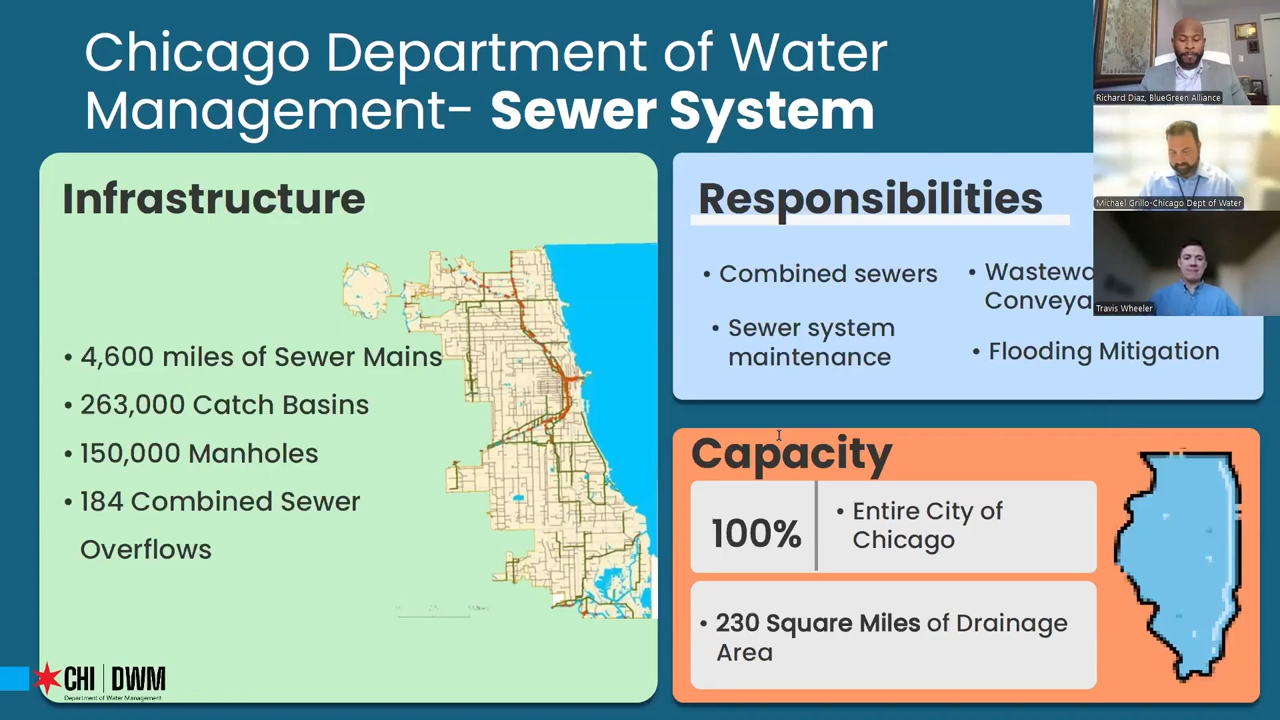 Chicago Department of Water
Management- Sewer System
Infrastructure
• 4,600 miles of Sewer Mains
• 263,000 Catch Basins
• 150,000 Manholes
• 184 Combined Sewer
Overflows
CHI | DWM
Department of Water Management
Responsibilities
• Combined sewers
• Sewer system
maintenance
• Wastewa
Conveya
• Flooding Mitigation
Capacity
100%
• Entire City of
Chicago
• 230 Square Miles of Drainage
Area
Richard Diaz, BlueGreen Alliance
Michael Grillo-Chicago Dept of Water
Travis Wheeler